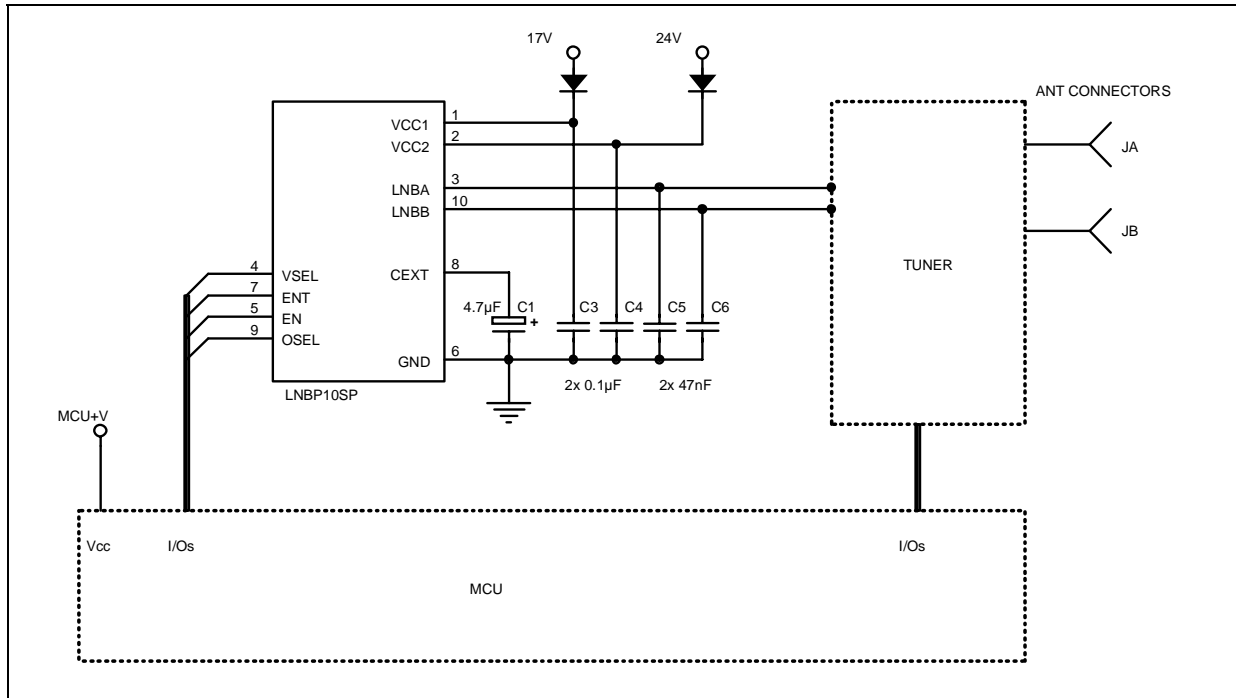 17V
24V
ANT CONNECTORS
VCC1
1
VCC2
2
JA
LNBA
3
LNBB
10
JB
TUNER
4
VSEL
CEXT
8
7
ENT
4.7µF
C1
+
C3
C4
C5
C6
5
EN
9
OSEL
GND
6
2x 0.1µF
2x 47nF
LNBP10SP
MCU+V
Vcc
I/Os
I/Os
MCU